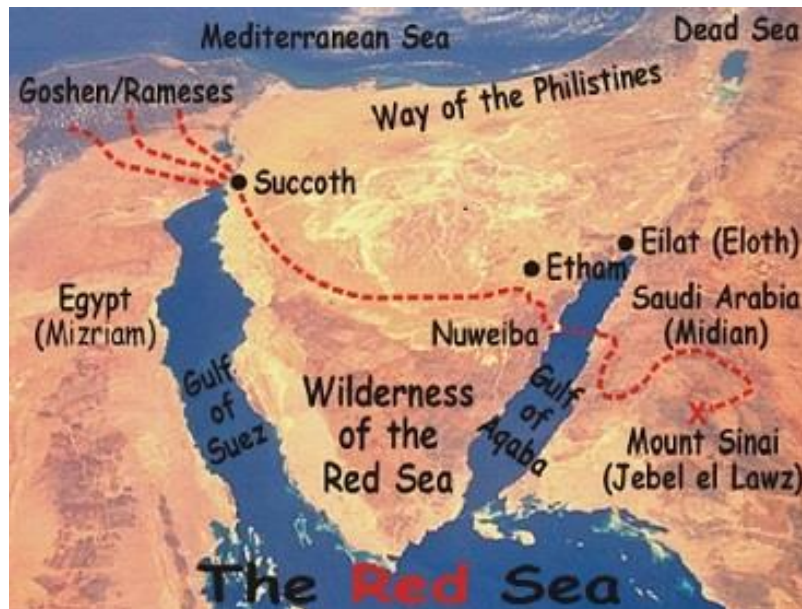 Mediterranean Sea
Dead Sea
Goshen/Rameses
Way of the Philistines
Succoth
Eilat (Eloth)
Etham
Egypt
(Mizriam)
Saudi Arabia
(Midian)
Nuweiba
Gulf
of
Suez
Wilderness
of the
Red Sea
Gulf
of
Aqaba
X
Mount Sinai
(Jebel el Lawz)
The Red Sea